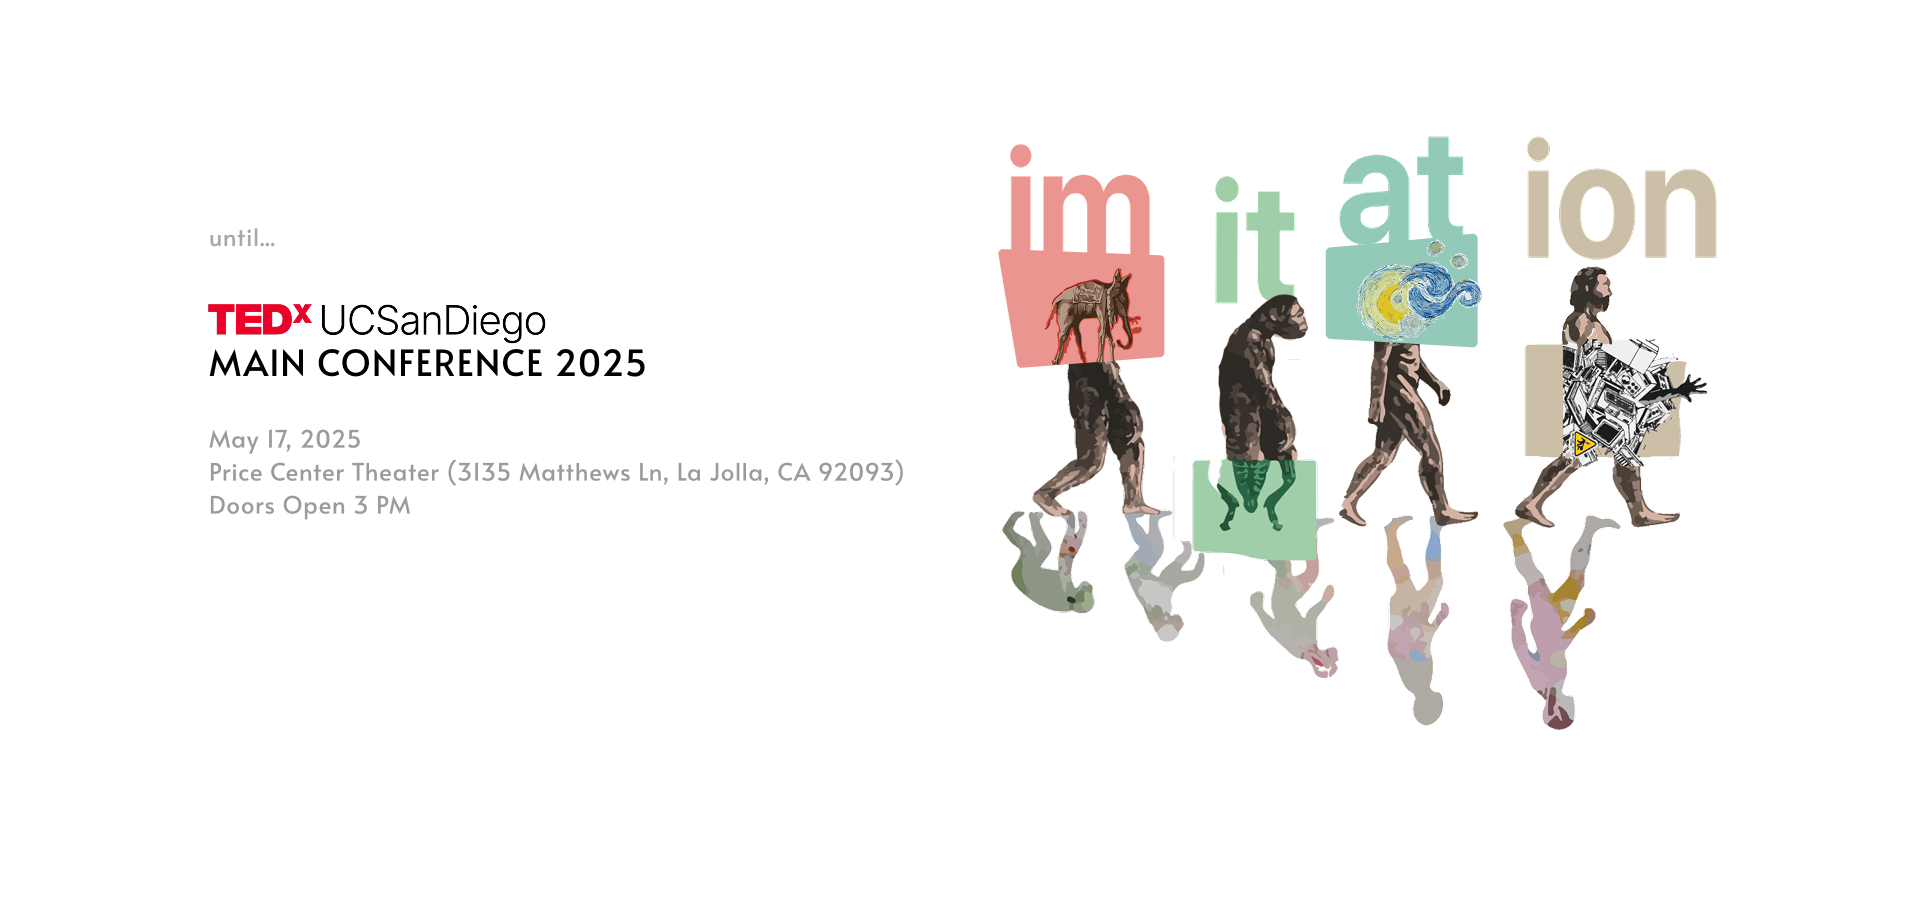 until...
TEDx UCSanDiego
MAIN CONFERENCE 2025
May 17, 2025
Price Center Theater (3135 Matthews Ln, La Jolla, CA 92093)
Doors Open 3 PM
im it at ion